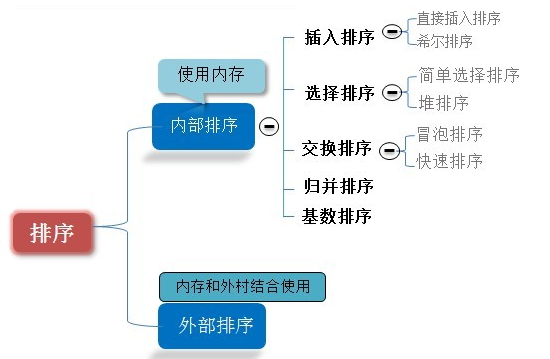 插入排序
直接插入排序
希尔排序
使用内存
选择排序
简单选择排序
堆排序
内部排序
交换排序
冒泡排序
快速排序
归并排序
基数排序
排序
内存和外村结合使用
外部排序